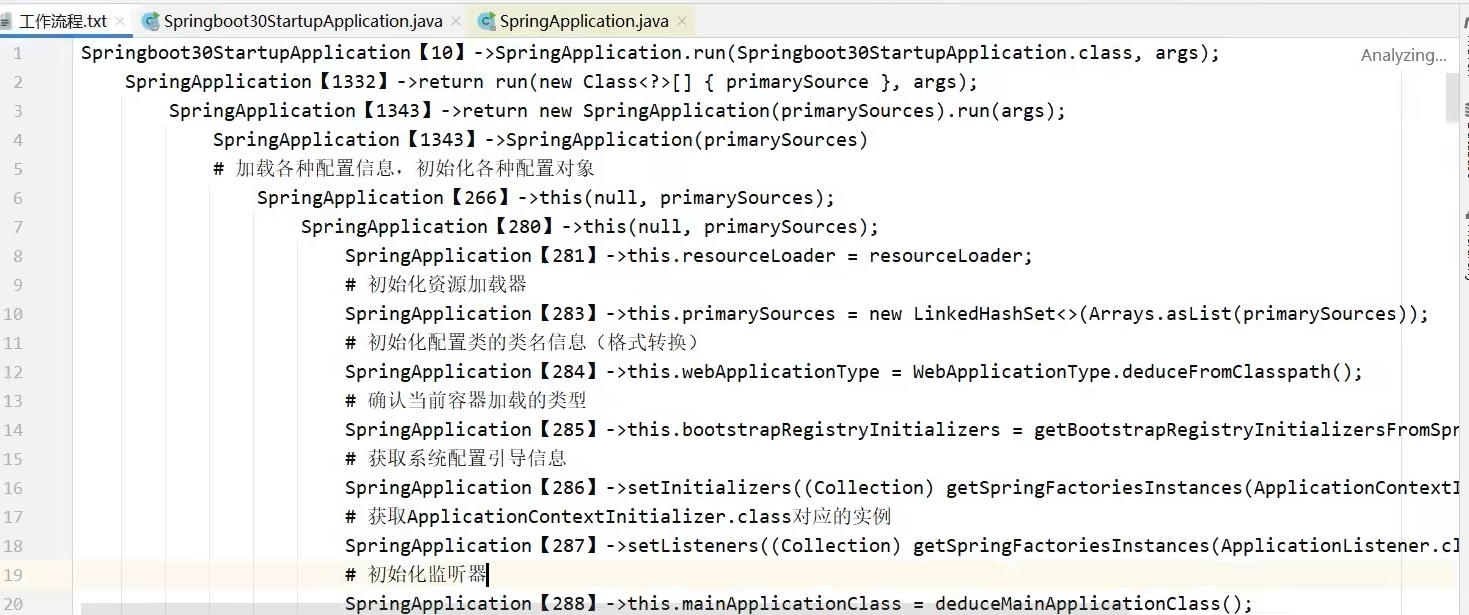 工作流程.txt × Springboot30StartupApplication.java × SpringApplication.java ×
Analyzing...
1 Springboot30StartupApplication【10】->SpringApplication.run(Springboot30StartupApplication.class, args);
2 SpringApplication【1332】->return run(new Class<?>[] { primarySource }, args);
3 SpringApplication【1343】->return new SpringApplication(primarySources).run(args);
4 SpringApplication【1343】->SpringApplication(primarySources)
5 # 加载各种配置信息，初始化各种配置对象
6 SpringApplication【266】->this(null, primarySources);
7 SpringApplication【280】->this(null, primarySources);
8 SpringApplication【281】->this.resourceLoader = resourceLoader;
9 # 初始化资源加载器
10 SpringApplication【283】->this.primarySources = new LinkedHashSet<>(Arrays.asList(primarySources));
11 # 初始化配置类的类名信息（格式转换）
12 SpringApplication【284】->this.webApplicationType = WebApplicationType.deduceFromClasspath();
13 # 确认当前容器加载的类型
14 SpringApplication【285】->this.bootstrapRegistryInitializers = getBootstrapRegistryInitializersFromSpr
15 # 获取系统配置引导信息
16 SpringApplication【286】->setInitializers((Collection) getSpringFactoriesInstances(ApplicationContextI
17 # 获取ApplicationContextInitializer.class对应的实例
18 SpringApplication【287】->setListeners((Collection) getSpringFactoriesInstances(ApplicationListener.cl
19 # 初始化监听器
20 SpringApplication【288】->this.mainApplicationClass = deduceMainApplicationClass();